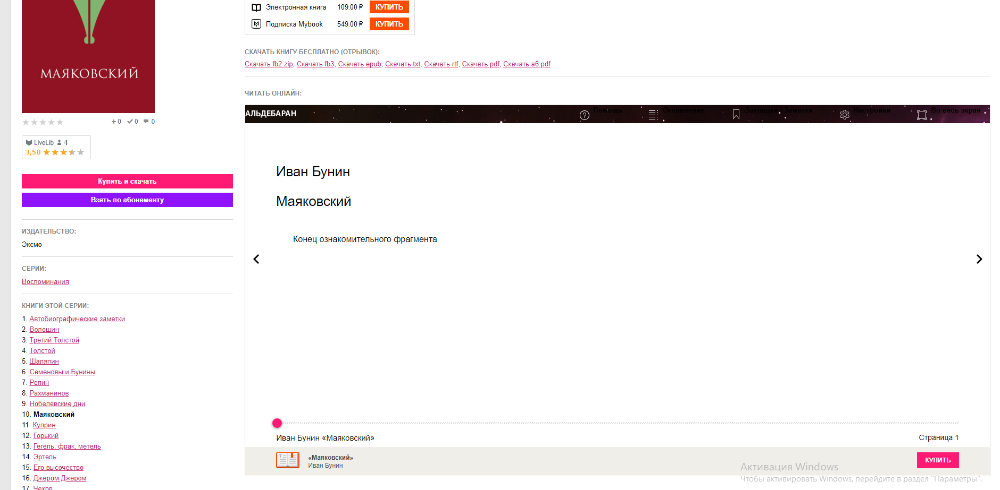 МАЯКОВСКИЙ
+ 0 0 0
LiveLib 4
3,50
Купить и скачать
Взять по абонементу
ИЗДАТЕЛЬСТВО:
Эксмо
СЕРИИ:
Воспоминания
КНИГИ ЭТОЙ СЕРИИ:
1. Автобиографические заметки
2. Волошин
3. Третий Толстой
4. Толстой
5. Шаляпин
6. Семеновы и Бунины
7. Репин
8. Рахманинов
9. Нобелевские дни
10. Маяковский
11. Куприн
12. Горький
13. Гегель, фрак, метель
14. Эртель
15. Его высочество
16. Джером Джером
17. Чехов
Электронная книга 109.00 ₽ КУПИТЬ
Подписка Mybook 549.00 ₽ КУПИТЬ
СКАЧАТЬ КНИГУ БЕСПЛАТНО (ОТРЫВОК):
Скачать fb2.zip, Скачать fb3, Скачать epub, Скачать txt, Скачать rtf, Скачать pdf, Скачать a6.pdf
ЧИТАТЬ ОНЛАЙН:
АЛЬДЕБАРАН Помощь Оглавление Закладки | Заметки Настройки Во весь экран
Иван Бунин
Маяковский
Конец ознакомительного фрагмента
Иван Бунин «Маяковский» Страница 1
«Маяковский»
Иван Бунин
КУПИТЬ
Активация Windows
Чтобы активировать Windows, перейдите в раздел "Параметры".